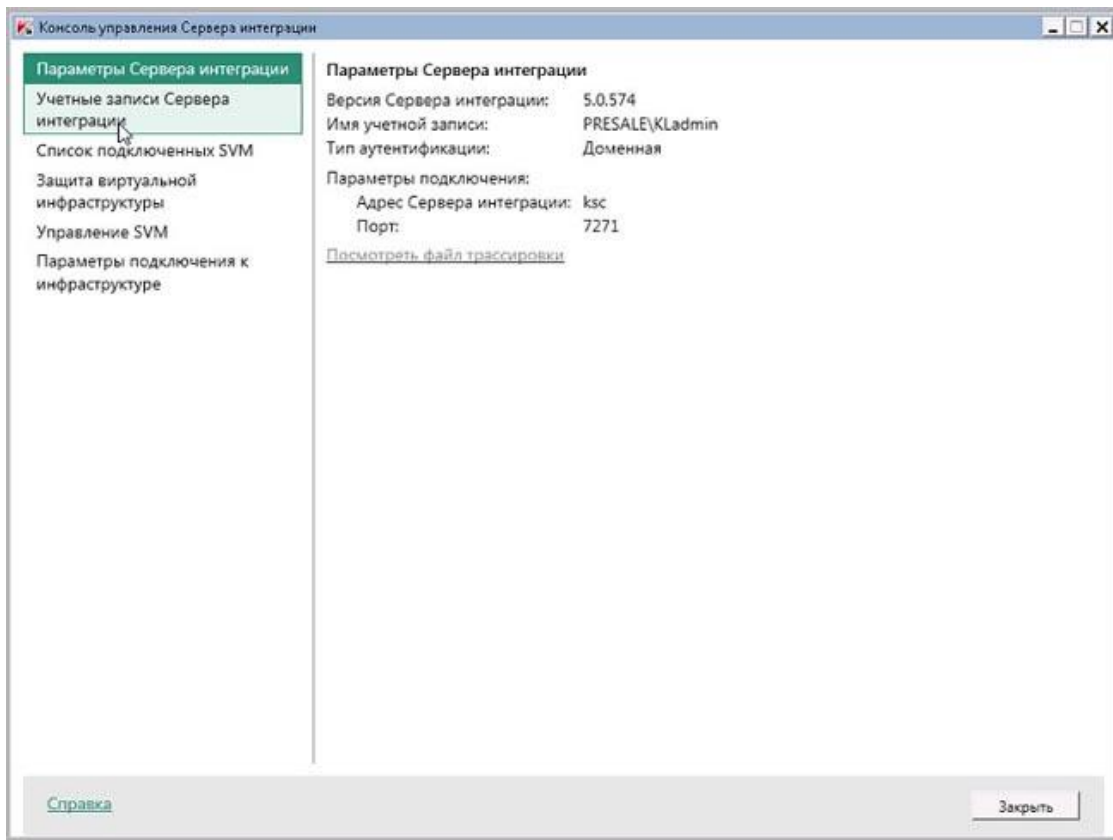 Консоль управления Сервера интеграции
Параметры Сервера интеграции
Учетные записи Сервера
интеграции
Список подключенных SVM
Защита виртуальной
инфраструктуры
Управление SVM
Параметры подключения к
инфраструктуре
Параметры Сервера интеграции
Версия Сервера интеграции: 5.0.574
Имя учетной записи: PRESALE\KLadmin
Тип аутентификации: Доменная
Параметры подключения:
Адрес Сервера интеграции: ksc
Порт: 7271
Посмотреть файл трассировки
Справка
Закрыть